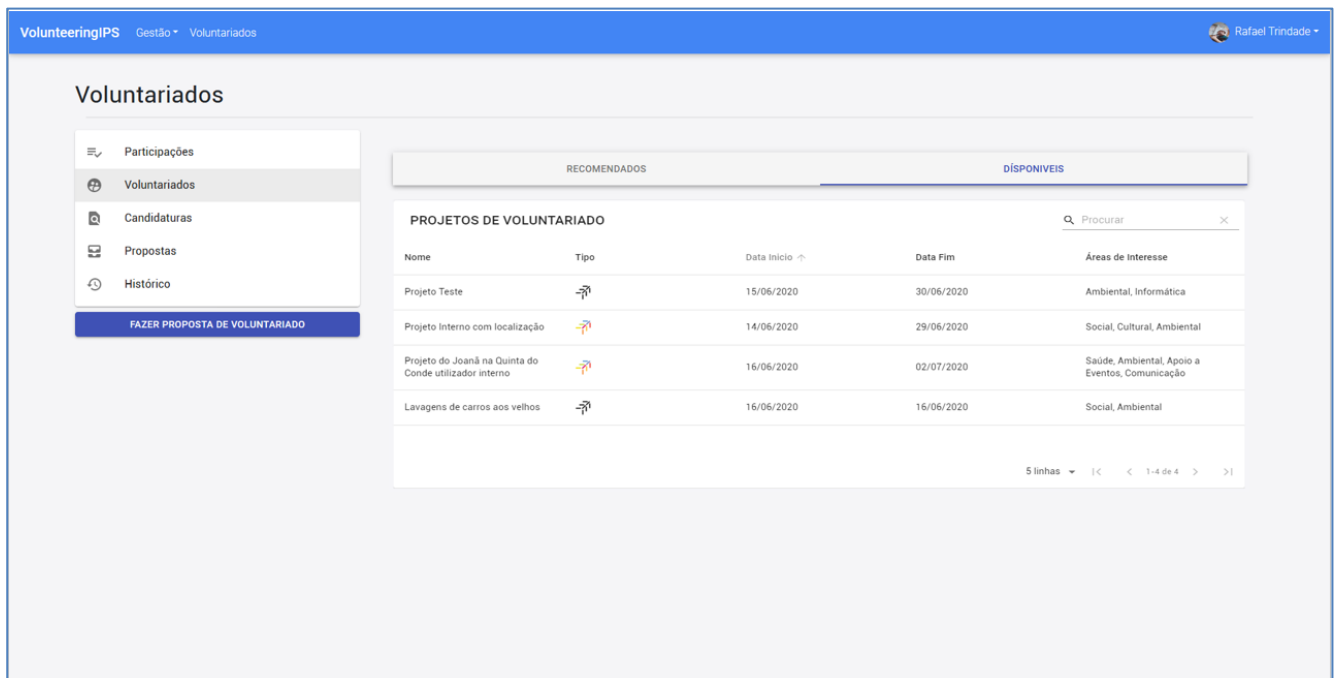 VolunteeringIPS Gestão Voluntariados Rafael Trindade
Voluntariados
Participações
Voluntariados
Candidaturas
Propostas
Histórico
FAZER PROPOSTA DE VOLUNTARIADO
RECOMENDADOS DÍSPONIVEIS
PROJETOS DE VOLUNTARIADO Procurar
Nome Tipo Data Inicio Data Fim Áreas de Interesse
Projeto Teste 15/06/2020 30/06/2020 Ambiental, Informática
Projeto Interno com localização 14/06/2020 29/06/2020 Social, Cultural, Ambiental
Projeto do Joanã na Quinta do Saúde, Ambiental, Apoio a
Conde utilizador interno 16/06/2020 02/07/2020 Eventos, Comunicação
Lavagens de carros aos velhos 16/06/2020 16/06/2020 Social, Ambiental
5 linhas 1-4 de 4